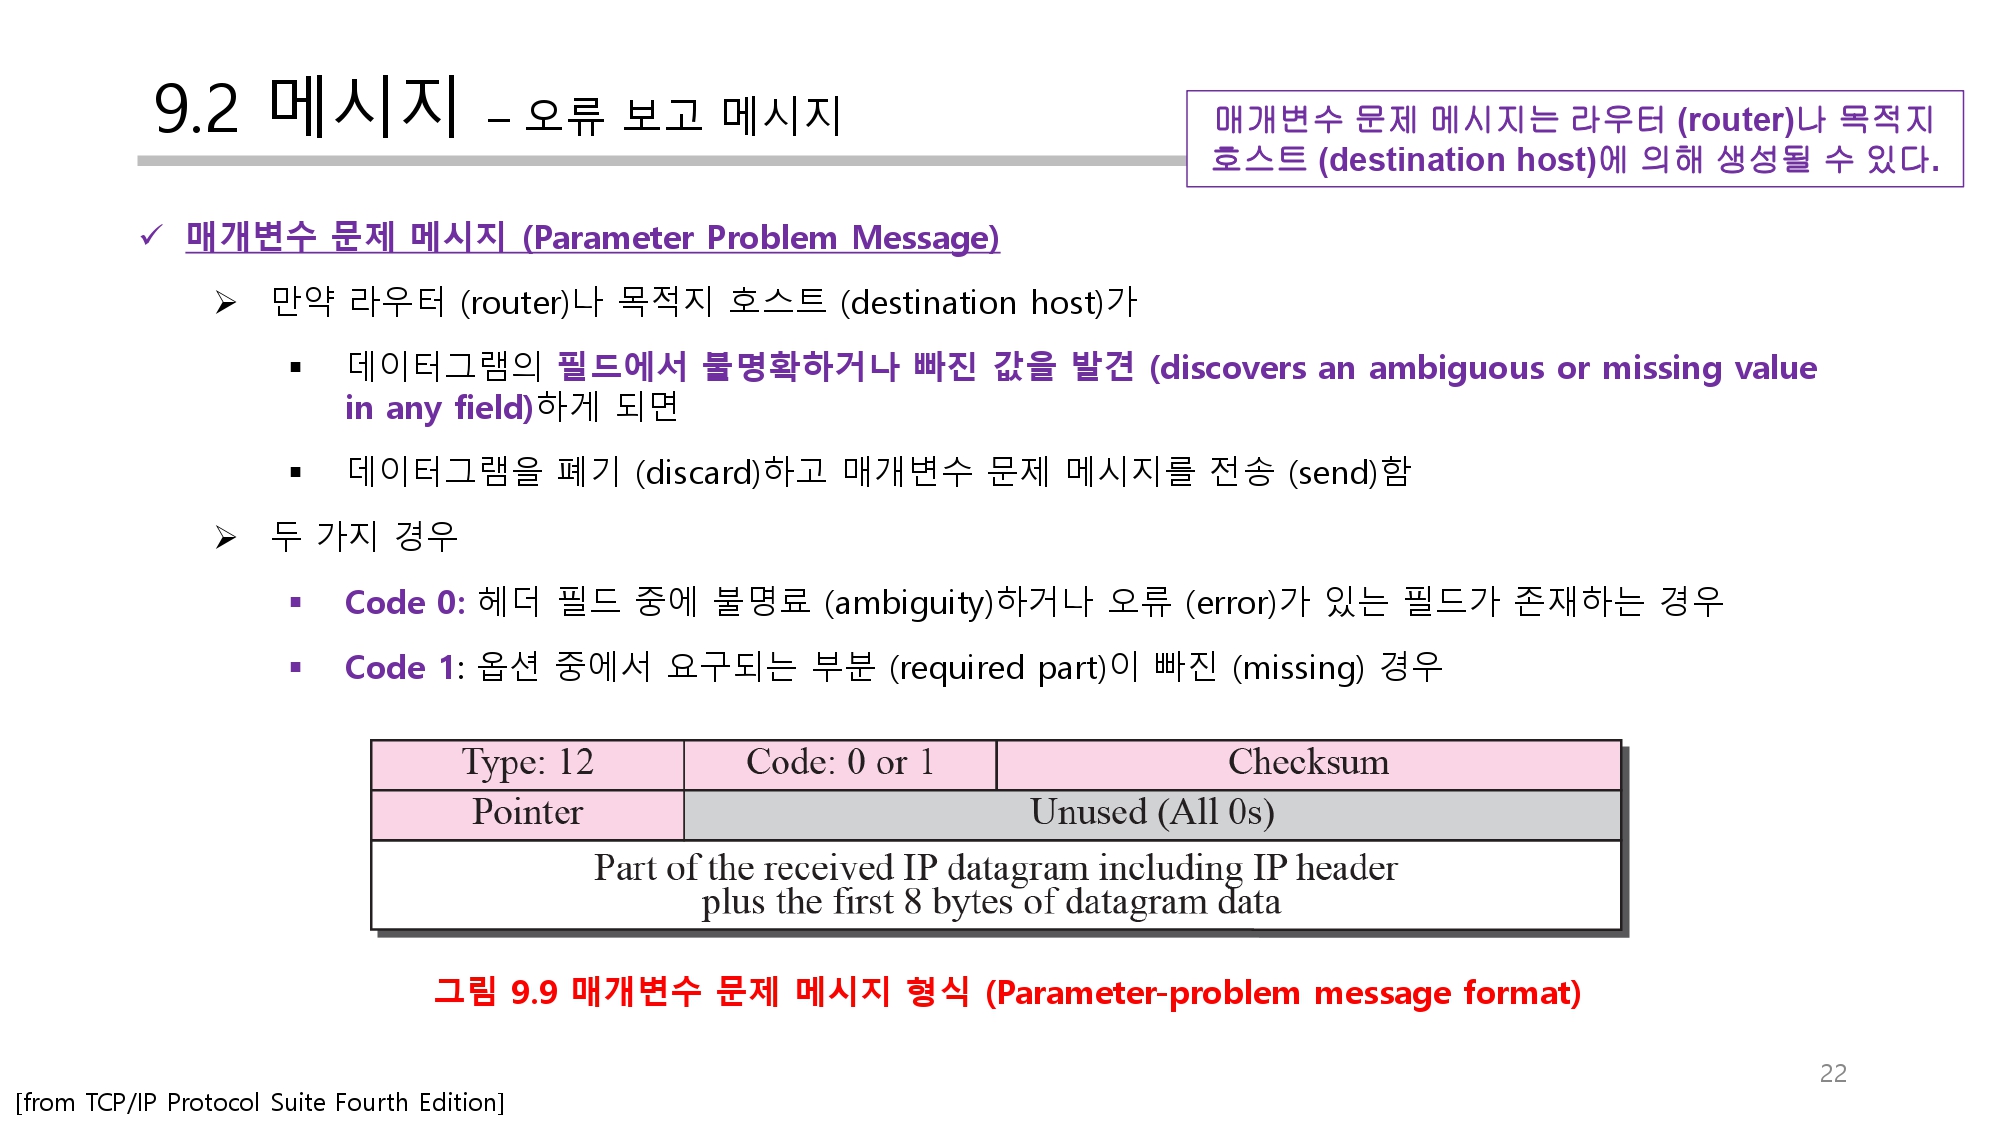 9.2 메시지 – 오류 보고 메시지
매개변수 문제 메시지는 라우터 (router)나 목적지
호스트 (destination host)에 의해 생성될 수 있다.
✓ 매개변수 문제 메시지 (Parameter Problem Message)
➢ 만약 라우터 (router)나 목적지 호스트 (destination host)가
▪ 데이터그램의 필드에서 불명확하거나 빠진 값을 발견 (discovers an ambiguous or missing value
in any field)하게 되면
▪ 데이터그램을 폐기 (discard)하고 매개변수 문제 메시지를 전송 (send)함
➢ 두 가지 경우
▪ Code 0: 헤더 필드 중에 불명료 (ambiguity)하거나 오류 (error)가 있는 필드가 존재하는 경우
▪ Code 1: 옵션 중에서 요구되는 부분 (required part)이 빠진 (missing) 경우
Type: 12 Code: 0 or 1 Checksum
Pointer Unused (All 0s)
Part of the received IP datagram including IP header
plus the first 8 bytes of datagram data
그림 9.9 매개변수 문제 메시지 형식 (Parameter-problem message format)
22
[from TCP/IP Protocol Suite Fourth Edition]